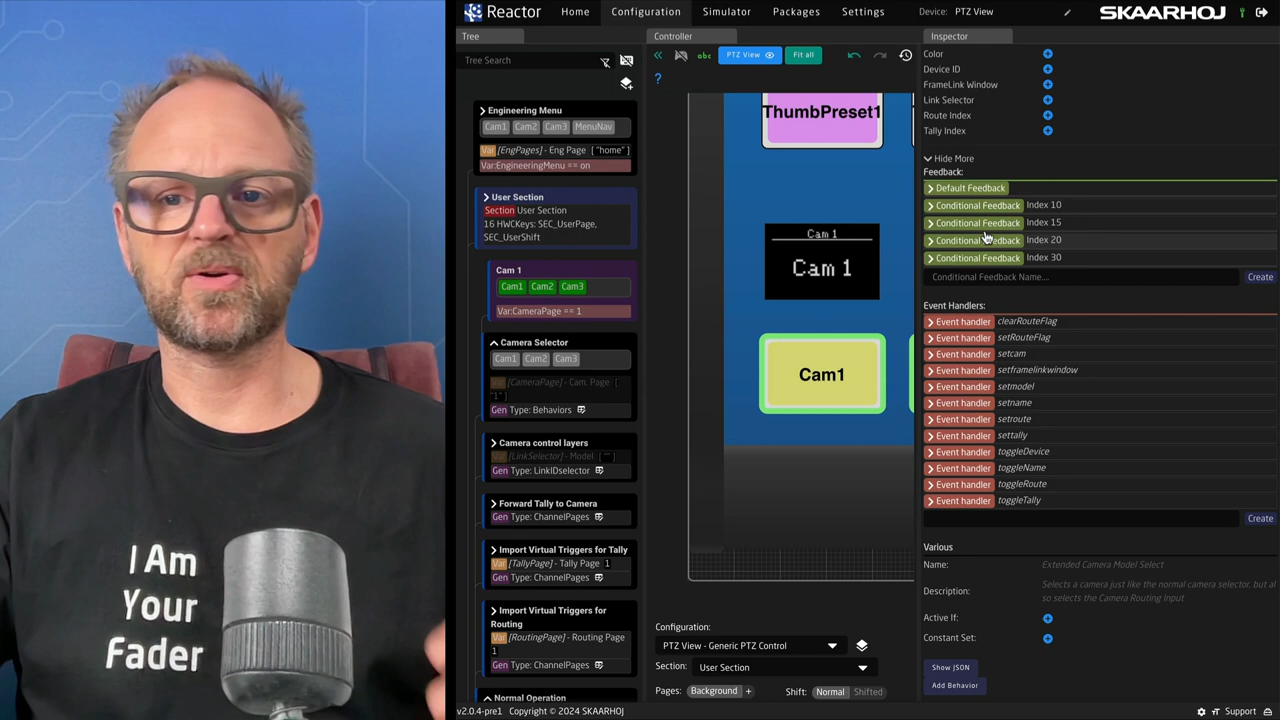 I Am
Your
Fader
Reactor
Home
Configuration
Simulator
Packages
Settings
Device: PTZ View
SKAARHOJ
Tree
Tree Search
Engineering Menu
Cam1 Cam2 Cam3 MenuNav
Var [EngPages] - Eng Page [ "home" ]
Var:EngineeringMenu == on
User Section
Section User Section
16 HWCKeys: SEC_UserPage,
SEC_UserShift
Cam 1
Cam1 Cam2 Cam3
Var:CameraPage == 1
Camera Selector
Cam1 Cam2 Cam3
Var [CameraPage] - Cam. Page [
"1" ]
Gen Type: Behaviors
Camera control layers
Var [LinkSelector] - Model [ "" ]
Gen Type: LinkIDselector
Forward Tally to Camera
Gen Type: ChannelPages
Import Virtual Triggers for Tally
Var [TallyPage] - Tally Page 1
Gen Type: ChannelPages
Import Virtual Triggers for
Routing
Var [RoutingPage] - Routing Page
1
Gen Type: ChannelPages
Normal Operation
Controller
abc
PTZ View
Fit all
?
ThumbPreset1
Cam 1
Cam 1
Cam1
Configuration:
PTZ View - Generic PTZ Control
Section: User Section
Pages: Background +
Shift: Normal Shifted
Inspector
Color
Device ID
FrameLink Window
Link Selector
Route Index
Tally Index
Hide More
Feedback:
Default Feedback
Conditional Feedback Index 10
Conditional Feedback Index 15
Conditional Feedback Index 20
Conditional Feedback Index 30
Conditional Feedback Name...
Create
Event Handlers:
Event handler clearRouteFlag
Event handler setRouteFlag
Event handler setcam
Event handler setframelinkwindow
Event handler setmodel
Event handler setname
Event handler setroute
Event handler settally
Event handler toggleDevice
Event handler toggleName
Event handler toggleRoute
Event handler toggleTally
Create
Various
Name: Extended Camera Model Select
Description: Selects a camera just like the normal camera selector, but al
so selects the Camera Routing Input
Active If:
Constant Set:
Show JSON
Add Behavior
v2.0.4-pre1 Copyright © 2024 SKAARHOJ
Support